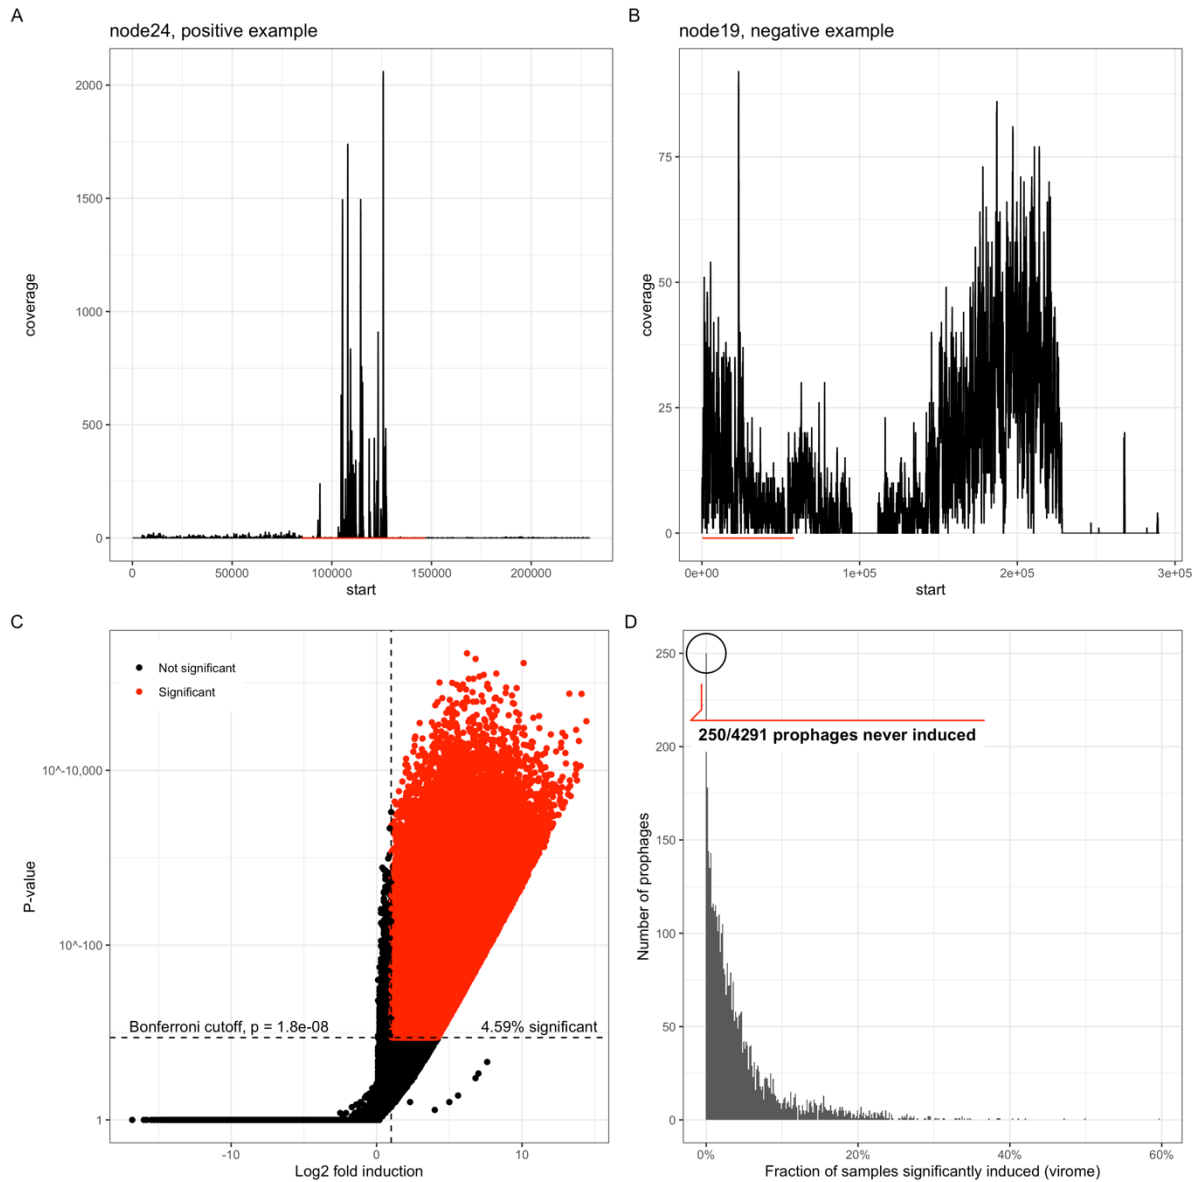 A
node24, positive example
2000
1500
1000
500
0
coverage
0
50000
100000
150000
200000
start
B
node19, negative example
75
50
25
0
coverage
0e+00
1e+05
2e+05
3e+05
start
C
Not significant
Significant
10^-10,000
10^-100
1
P-value
Bonferroni cutoff, p = 1.8e-08
4.59% significant
-10
0
10
Log2 fold induction
D
250
200
150
100
50
0
Number of prophages
250/4291 prophages never induced
0%
20%
40%
60%
Fraction of samples significantly induced (virome)